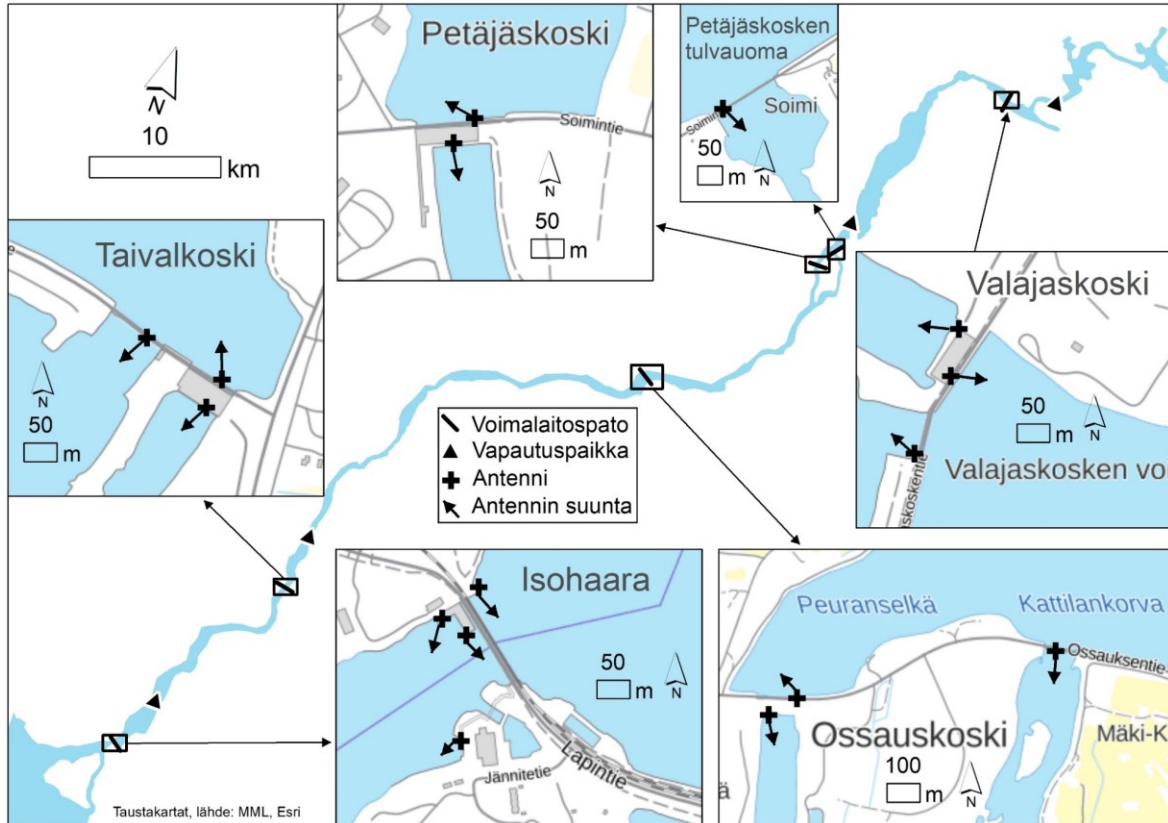 N
10
km
Petäjäskoski
Soimintie
50
m
N
Petäjäskosken
tulvauoma
Soimi
50
m
N
Taivalkoski
N
50
m
Valajaskoski
50
m
N
Valajaskosken voi
Voimalaitospato
Vapautuspaikka
Antenni
Antennin suunta
Isohaara
50
m
N
Jännitetie
Lapintie
Peuranselkä
Kattilankorva
Ossauksentie
Ossauskoski
Mäki-K
100
m
N
Taustakartat, lähde: MML, Esri